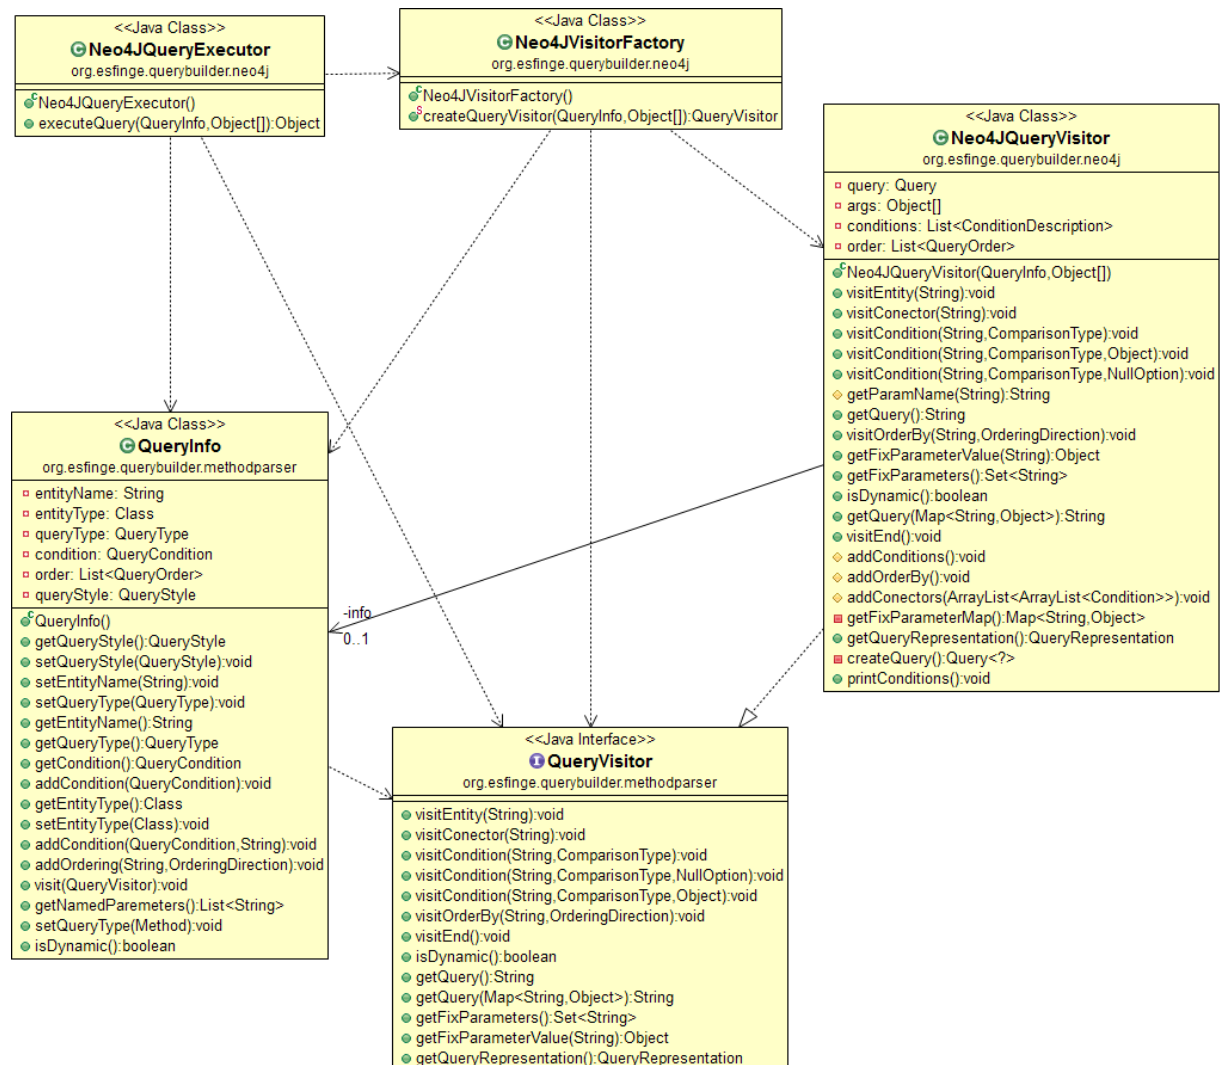 <<Java Class>>
Neo4JQueryExecutor
org.esfinge.querybuilder.neo4j
Neo4JQueryExecutor()
executeQuery(QueryInfo,Object[]):Object
<<Java Class>>
Neo4JVisitorFactory
org.esfinge.querybuilder.neo4j
Neo4JVisitorFactory()
createQueryVisitor(QueryInfo,Object[]):QueryVisitor
<<Java Class>>
Neo4JQueryVisitor
org.esfinge.querybuilder.neo4j
query: Query
args: Object[]
conditions: List<ConditionDescription>
order: List<QueryOrder>
Neo4JQueryVisitor(QueryInfo,Object[])
visitEntity(String):void
visitConector(String):void
visitCondition(String,ComparisonType):void
visitCondition(String,ComparisonType,Object):void
visitCondition(String,ComparisonType,NullOption):void
getParamName(String):String
getQuery():String
visitOrderBy(String,OrderingDirection):void
getFixParameterValue(String):Object
getFixParameters():Set<String>
isDynamic():boolean
getQuery(Map<String,Object>):String
visitEnd():void
addConditions():void
addOrderBy():void
addConectors(ArrayList<ArrayList<Condition>>):void
getFixParameterMap():Map<String,Object>
getQueryRepresentation():QueryRepresentation
createQuery():Query<?>
printConditions():void
<<Java Class>>
QueryInfo
org.esfinge.querybuilder.methodparser
entityName: String
entityType: Class
queryType: QueryType
condition: QueryCondition
order: List<QueryOrder>
queryStyle: QueryStyle
QueryInfo()
getQueryStyle():QueryStyle
setQueryStyle(QueryStyle):void
setEntityName(String):void
setQueryType(QueryType):void
getEntityName():String
getQueryType():QueryType
getCondition():QueryCondition
addCondition(QueryCondition):void
getEntityType():Class
setEntityType(Class):void
addCondition(QueryCondition,String):void
addOrdering(String,OrderingDirection):void
visit(QueryVisitor):void
getNamedParemeters():List<String>
setQueryType(Method):void
isDynamic():boolean
-info
0..1
<<Java Interface>>
QueryVisitor
org.esfinge.querybuilder.methodparser
visitEntity(String):void
visitConector(String):void
visitCondition(String,ComparisonType):void
visitCondition(String,ComparisonType,NullOption):void
visitCondition(String,ComparisonType,Object):void
visitOrderBy(String,OrderingDirection):void
visitEnd():void
isDynamic():boolean
getQuery():String
getQuery(Map<String,Object>):String
getFixParameters():Set<String>
getFixParameterValue(String):Object
getQueryRepresentation():QueryRepresentation